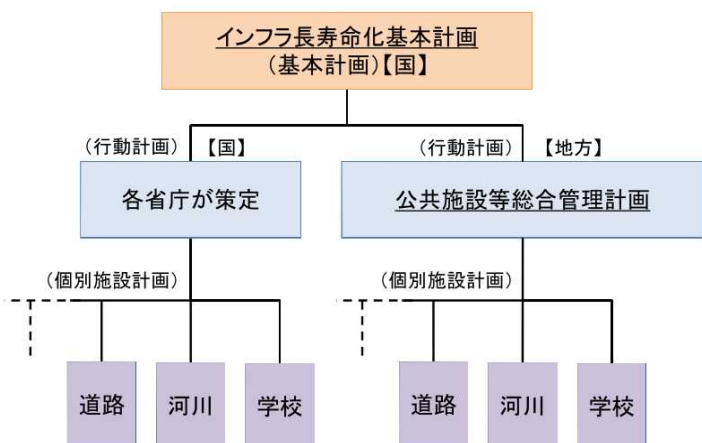 インフラ長寿命化基本計画
(基本計画)【国】
(行動計画) 【国】
(行動計画) 【地方】
各省庁が策定
公共施設等総合管理計画
(個別施設計画)
(個別施設計画)
道路 河川 学校
道路 河川 学校